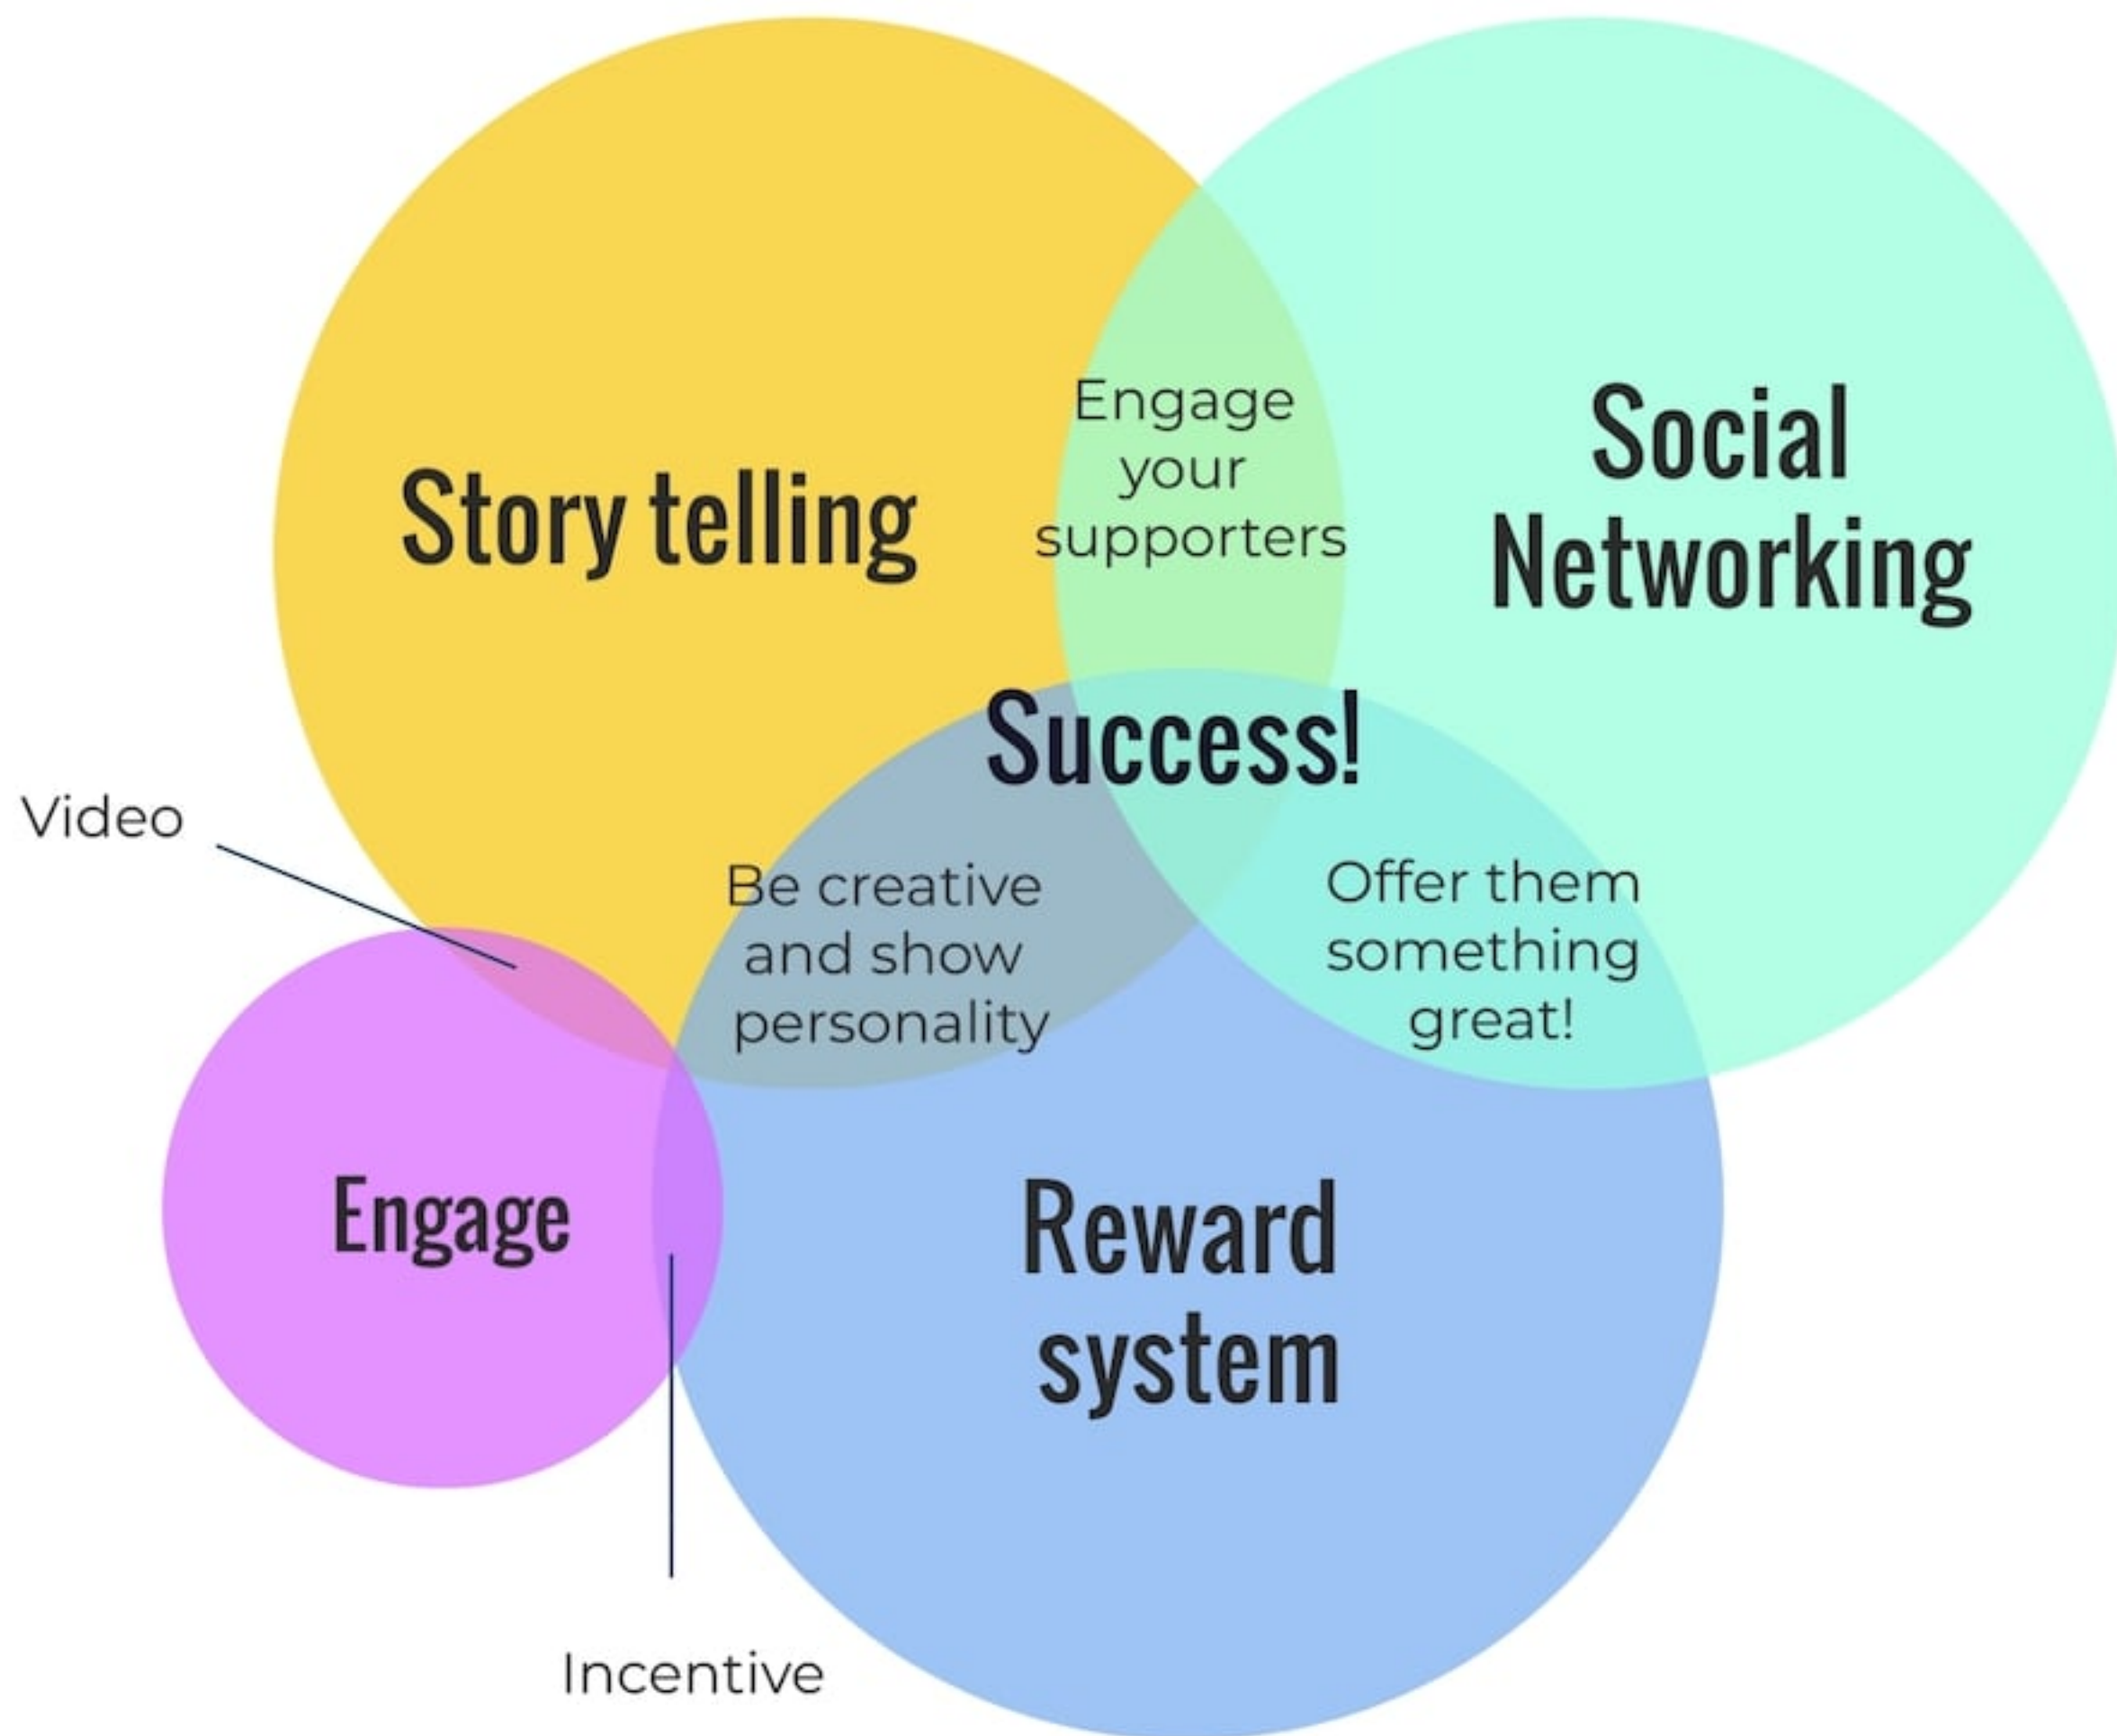 Story telling
Engage
your
supporters
Social
Networking
Success!
Video
Be creative
and show
personality
Offer them
something
great!
Engage
Reward
system
Incentive